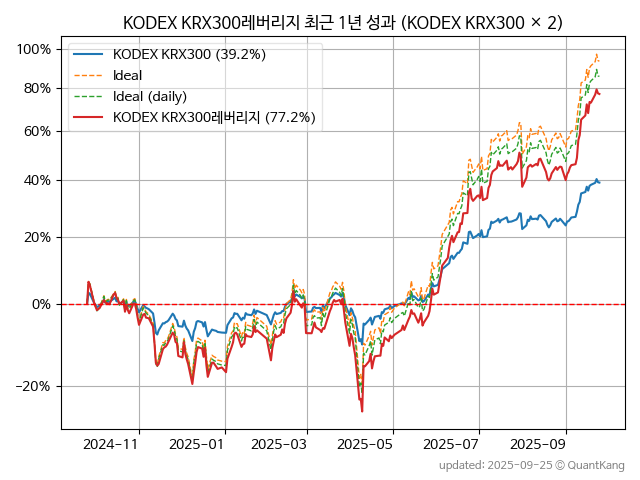 KODEX KRX300레버리지 최근 1년 성과 (KODEX KRX300 × 2)
100%
80%
60%
40%
20%
0%
−20%
KODEX KRX300 (39.2%)
Ideal
Ideal (daily)
KODEX KRX300레버리지 (77.2%)
2024-11
2025-01
2025-03
2025-05
2025-07
2025-09
updated: 2025-09-25 ⓒ QuantKang